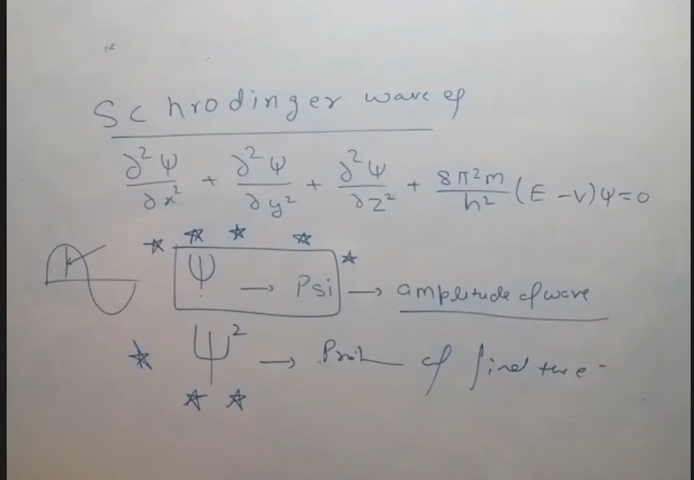 Schrodinger wave eq
∂²Ψ/∂x² + ∂²Ψ/∂y² + ∂²Ψ/∂z² + 8π²m/h² (E - V)Ψ = 0
Ψ → Psi → amplitude of wave
Ψ² → of find the e-